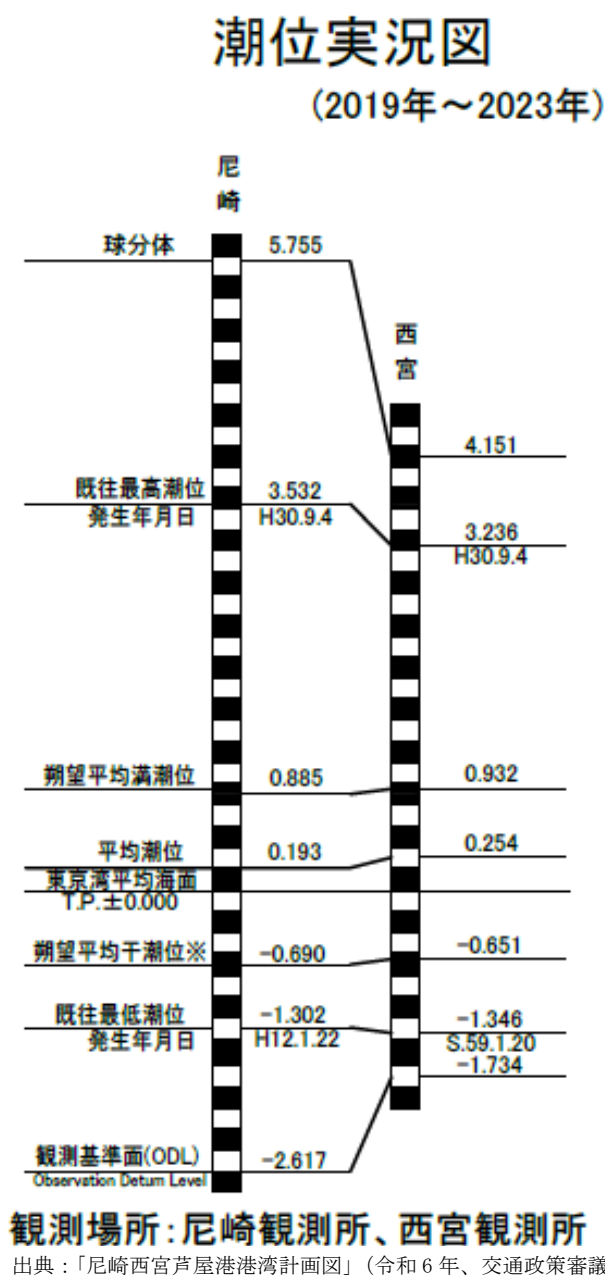 潮位実況図
(2019年～2023年)
尼崎
西宮
球分体 5.755
4.151
既往最高潮位 3.532
発生年月日 H30.9.4
3.236
H30.9.4
朔望平均満潮位 0.885 0.932
平均潮位 0.193 0.254
東京湾平均海面
T.P.±0.000
朔望平均干潮位※ -0.690 -0.651
既往最低潮位 -1.302 -1.346
発生年月日 H12.1.22 S.59.1.20
-1.734
観測基準面(ODL) -2.617
Observation Detum Level
観測場所:尼崎観測所、西宮観測所
出典：「尼崎西宮芦屋港港湾計画図」（令和6年、交通政策審議